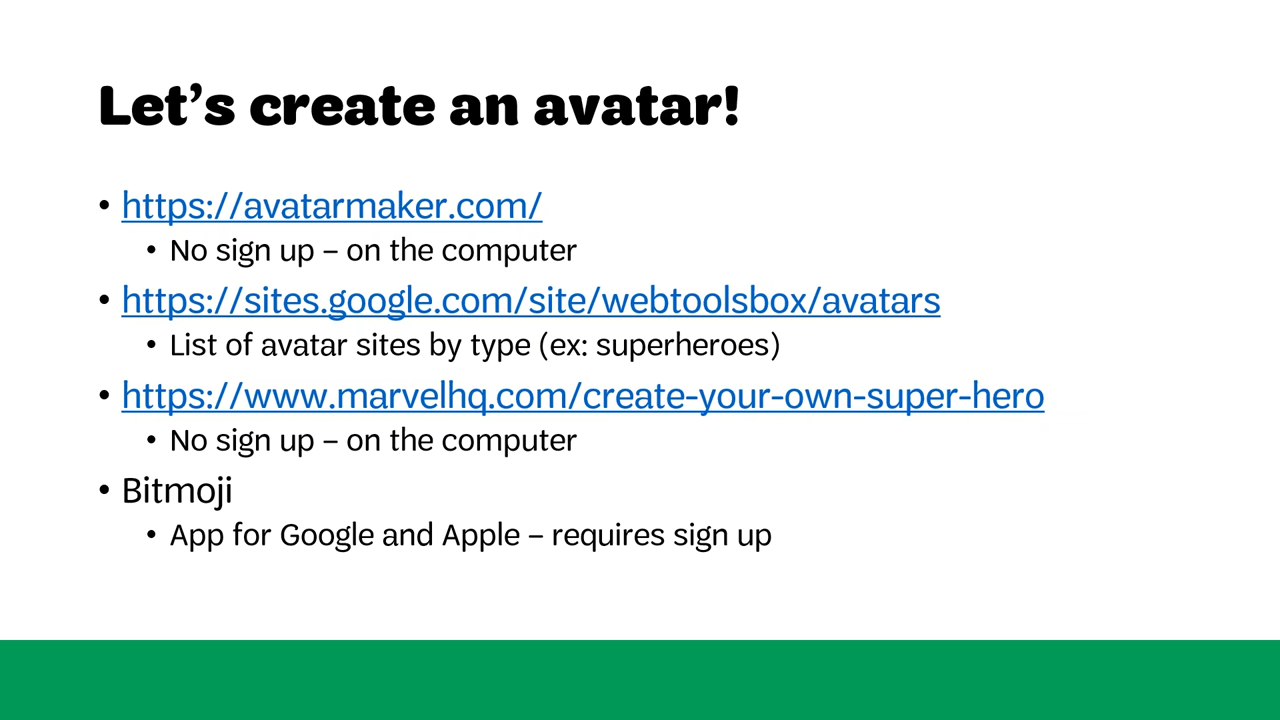 Let’s create an avatar!
• https://avatarmaker.com/
• No sign up – on the computer
• https://sites.google.com/site/webtoolsbox/avatars
• List of avatar sites by type (ex: superheroes)
• https://www.marvelhq.com/create-your-own-super-hero
• No sign up – on the computer
• Bitmoji
• App for Google and Apple – requires sign up